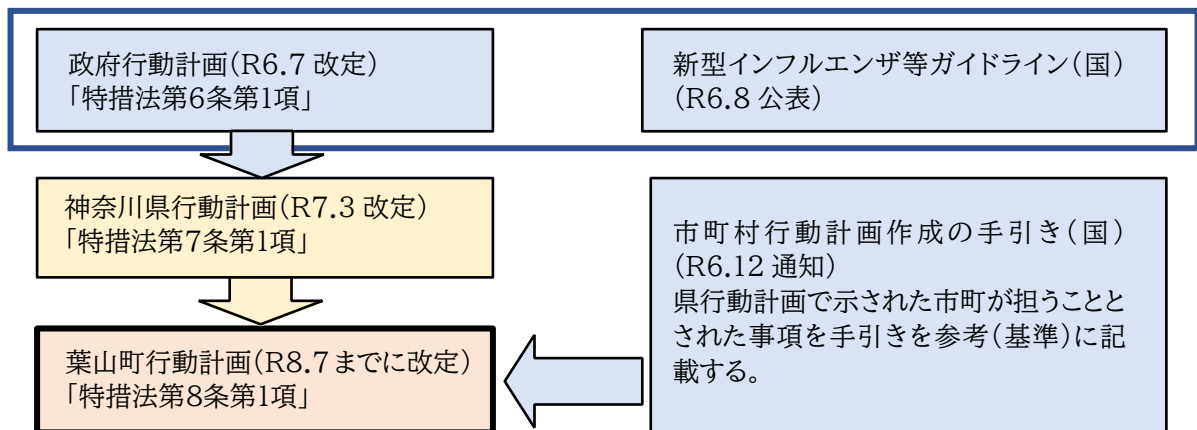 政府行動計画(R6.7 改定)
「特措法第6条第1項」
新型インフルエンザ等ガイドライン(国)
(R6.8 公表)
神奈川県行動計画(R7.3 改定)
「特措法第7条第1項」
市町村行動計画作成の手引き(国)
(R6.12 通知)
県行動計画で示された市町が担うことと
された事項を手引きを参考(基準)に記
載する。
葉山町行動計画(R8.7までに改定)
「特措法第8条第1項」